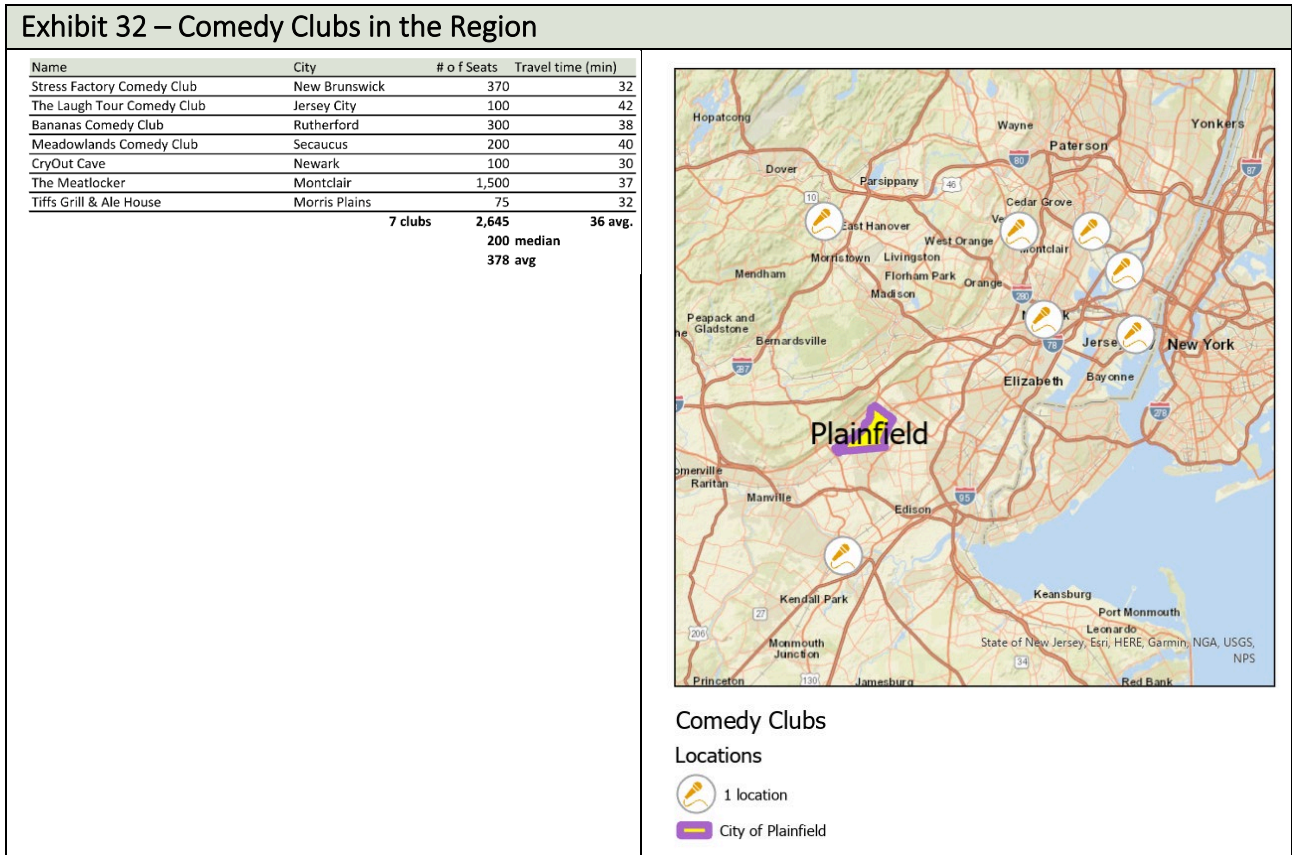 Exhibit 32 – Comedy Clubs in the Region
Name City # o f Seats Travel time (min)
Stress Factory Comedy Club New Brunswick 370 32
The Laugh Tour Comedy Club Jersey City 100 42
Bananas Comedy Club Rutherford 300 38
Meadowlands Comedy Club Secaucus 200 40
CryOut Cave Newark 100 30
The Meatlocker Montclair 1,500 37
Tiffs Grill & Ale House Morris Plains 75 32
7 clubs 2,645 36 avg.
200 median
378 avg
Hopatcong
Wayne
Yonkers
Paterson
80
87
Dover
Parsippany
46
10
Cedar Grove
Ve
East Hanover
West Orange
Montclair
Morristown
Livingston
Florham Park
Orange
Mendham
Madison
280
Peapack and
Gladstone
he
Bernardsville
N k
78
Jerse
New York
287
Elizabeth
Bayonne
278
Plainfield
omerville
Raritan
Manville
95
Edison
Kendall Park
Keansburg
27
Port Monmouth
206
Leonardo
Monmouth
Junction
State of New Jersey, Esri, HERE, Garmin, NGA, USGS,
NPS
34
Princeton
130
Jamesburg
Red Bank
Comedy Clubs
Locations
1 location
City of Plainfield